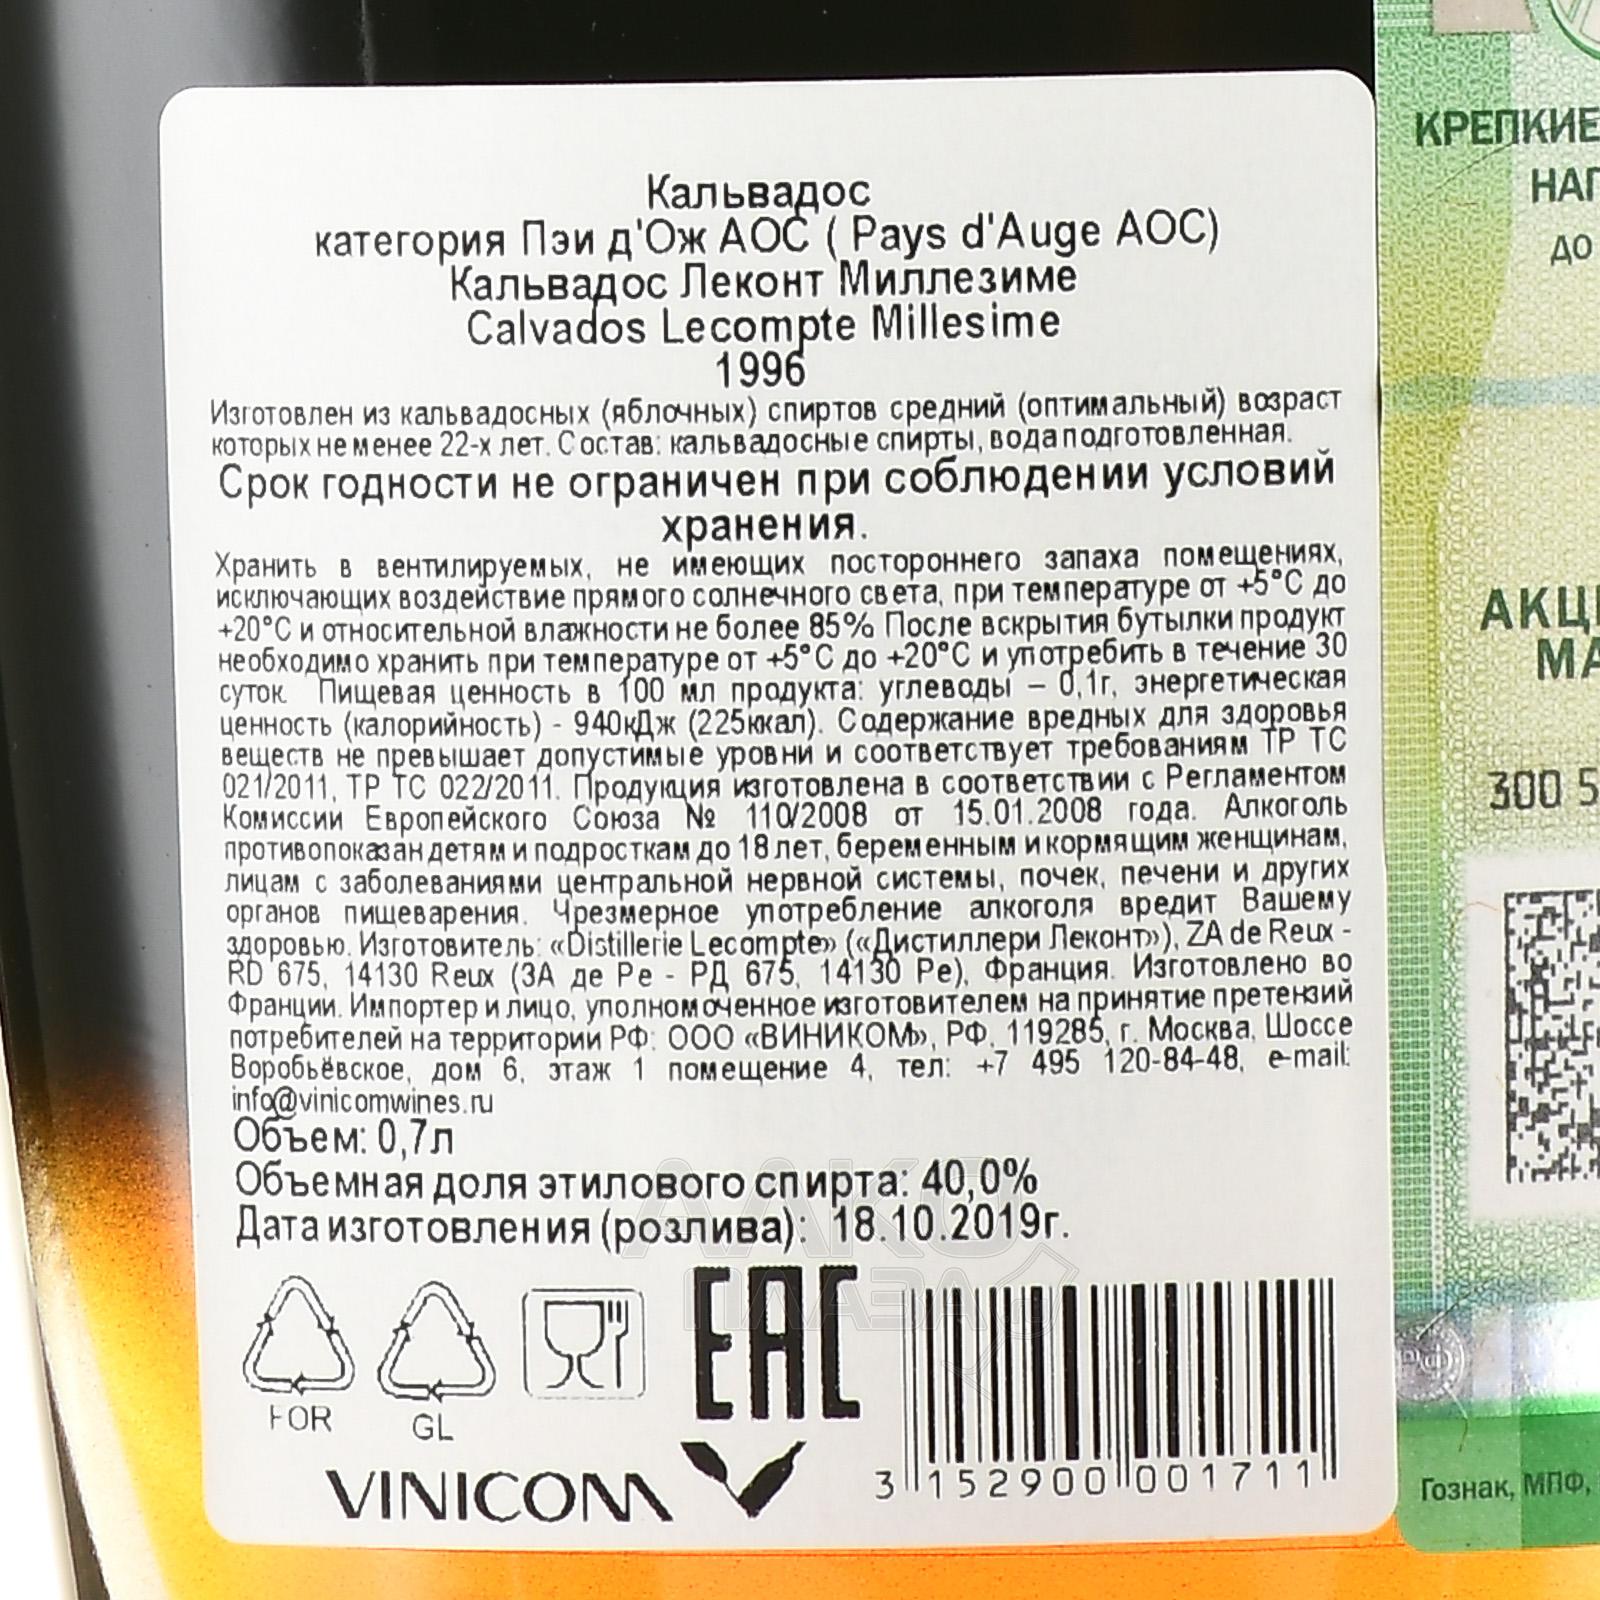 Кальвадос
категория Пэи д'Ож АОС ( Pays d'Auge AOC)
Кальвадос Леконт Миллезиме
Calvados Lecompte Millesime
1996
Изготовлен из кальвадосных (яблочных) спиртов средний (оптимальный) возраст
которых не менее 22-х лет. Состав: кальвадосные спирты, вода подготовленная.
Срок годности не ограничен при соблюдении условий
хранения.
Хранить в вентилируемых, не имеющих постороннего запаха помещениях,
исключающих воздействие прямого солнечного света, при температуре от +5°С до
+20°С и относительной влажности не более 85% После вскрытия бутылки продукт
необходимо хранить при температуре от +5°С до +20°С и употребить в течение 30
суток. Пищевая ценность в 100 мл продукта: углеводы – 0,1г, энергетическая
ценность (калорийность) - 940кДж (225ккал). Содержание вредных для здоровья
веществ не превышает допустимые уровни и соответствует требованиям ТР ТС
021/2011, ТР ТС 022/2011. Продукция изготовлена в соответствии с Регламентом
Комиссии Европейского Союза № 110/2008 от 15.01.2008 года. Алкоголь
противопоказан детям и подросткам до 18 лет, беременным и кормящим женщинам,
лицам с заболеваниями центральной нервной системы, почек, печени и других
органов пищеварения. Чрезмерное употребление алкоголя вредит Вашему
здоровью. Изготовитель: «Distillerie Lecompte» («Дистиллери Леконт»), ZA de Reux -
RD 675, 14130 Reux (ЗА де Ре - РД 675, 14130 Ре), Франция. Изготовлено во
Франции. Импортер и лицо, уполномоченное изготовителем на принятие претензий
потребителей на территории РФ: ООО «ВИНИКОМ», РФ, 119285, г. Москва, Шоссе
Воробьёвское, дом 6, этаж 1 помещение 4, тел: +7 495 120-84-48, e-mail:
info@vinicomwines.ru
Объем: 0,7л
Объемная доля этилового спирта: 40,0%
Дата изготовления (розлива): 18.10.2019г.
FOR
GL
EAC
VINICOM
3 152900 001711
АЛКО
ПЛАЗА
КРЕПКИЕ
НАП
ДО
АКЦИ
МА
300 5
РФ
Гознак, МПФ,